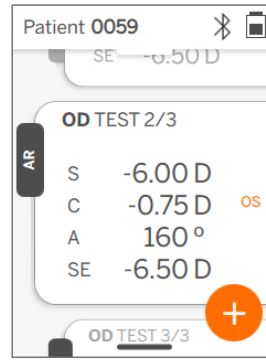 Patient 0059
SE -6.50 D
OD TEST 2/3
AR
S -6.00 D
C -0.75 D OS
A 160 º
SE -6.50 D
+
OD TEST 3/3